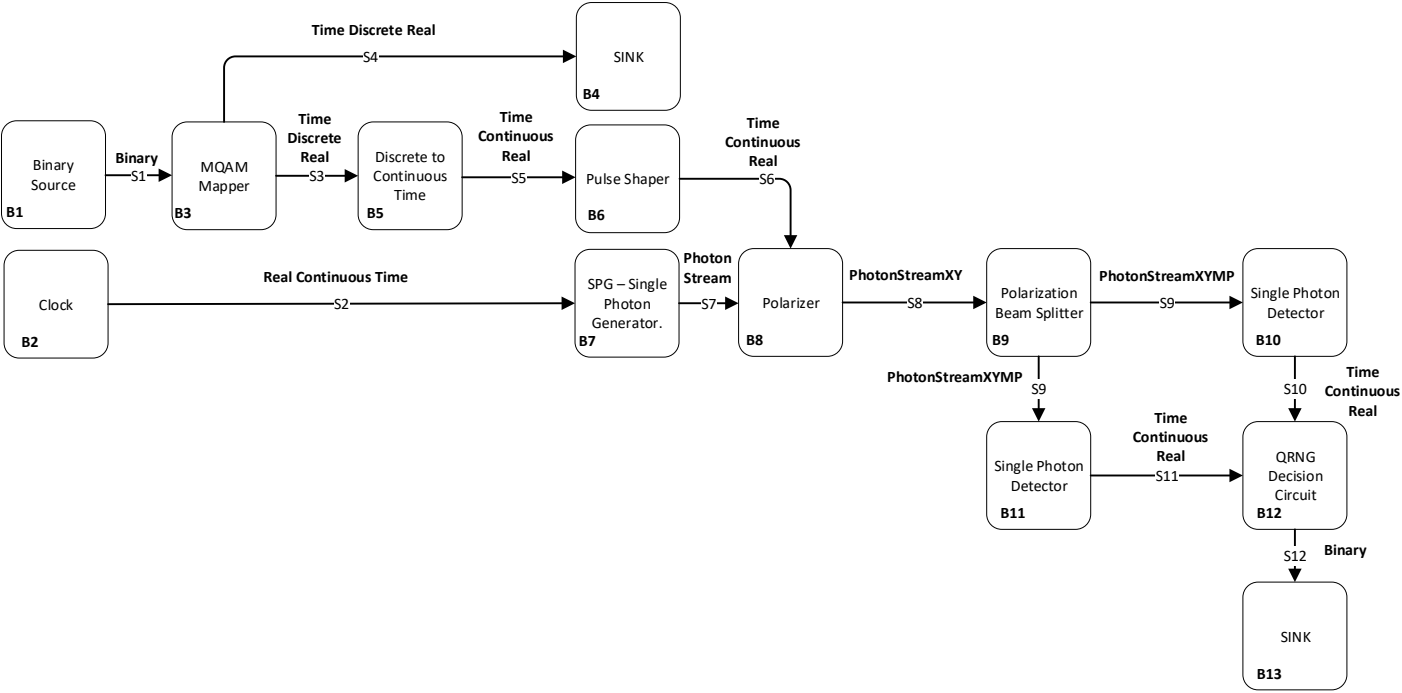 Time Discrete Real
S4
SINK
B4
Binary
Source
B1
Binary
S1
MQAM
Mapper
B3
Time
Discrete
Real
S3
Discrete to
Continuous
Time
B5
Time
Continuous
Real
S5
Pulse Shaper
B6
Time
Continuous
Real
S6
Clock
B2
Real Continuous Time
S2
SPG – Single
Photon
Generator.
B7
Photon
Stream
S7
Polarizer
B8
PhotonStreamXY
S8
Polarization
Beam Splitter
B9
PhotonStreamXYMP
S9
Single Photon
Detector
B10
PhotonStreamXYMP
S9
S10
Time
Continuous
Real
Single Photon
Detector
B11
Time
Continuous
Real
S11
QRNG
Decision
Circuit
B12
S12
Binary
SINK
B13